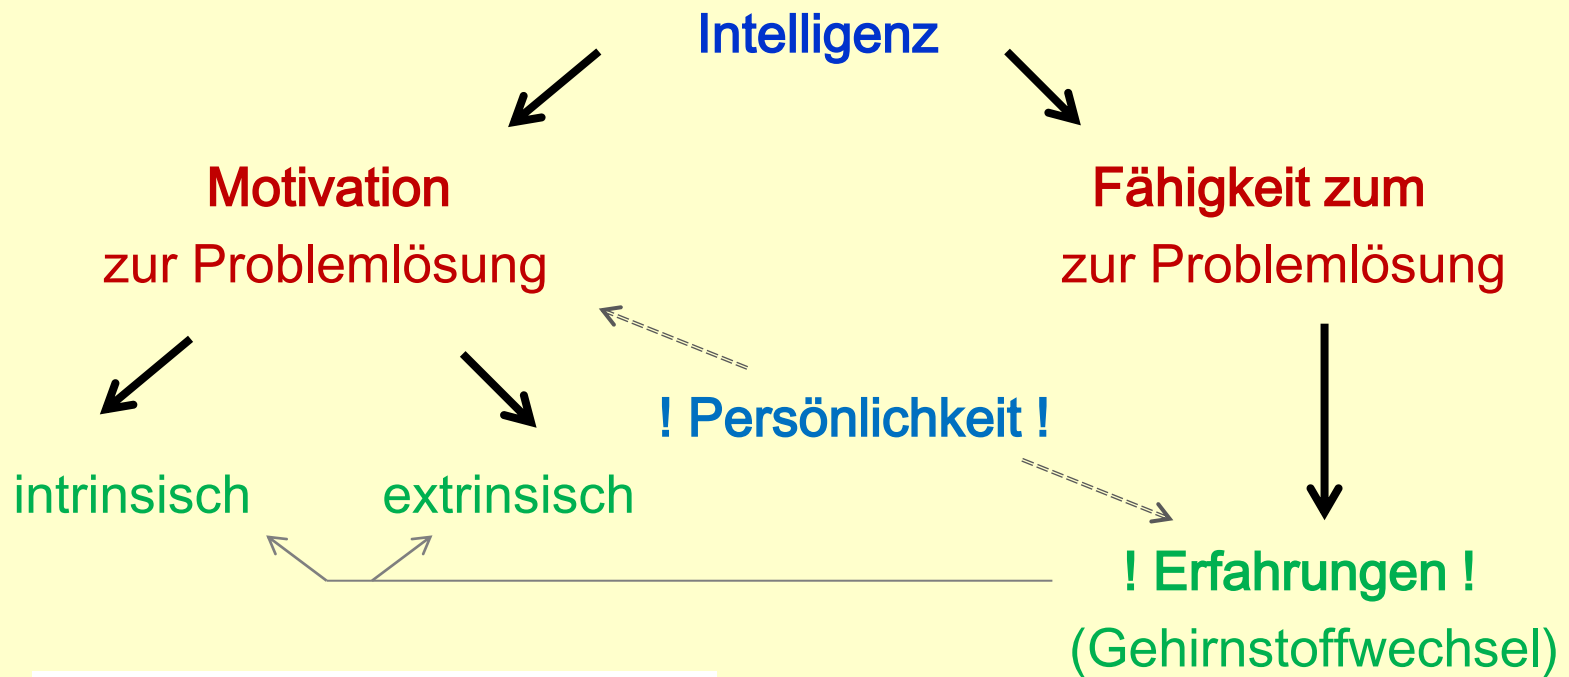 Intelligenz
Motivation
zur Problemlösung
Fähigkeit zum
zur Problemlösung
! Persönlichkeit !
intrinsisch
extrinsisch
! Erfahrungen !
(Gehirnstoffwechsel)